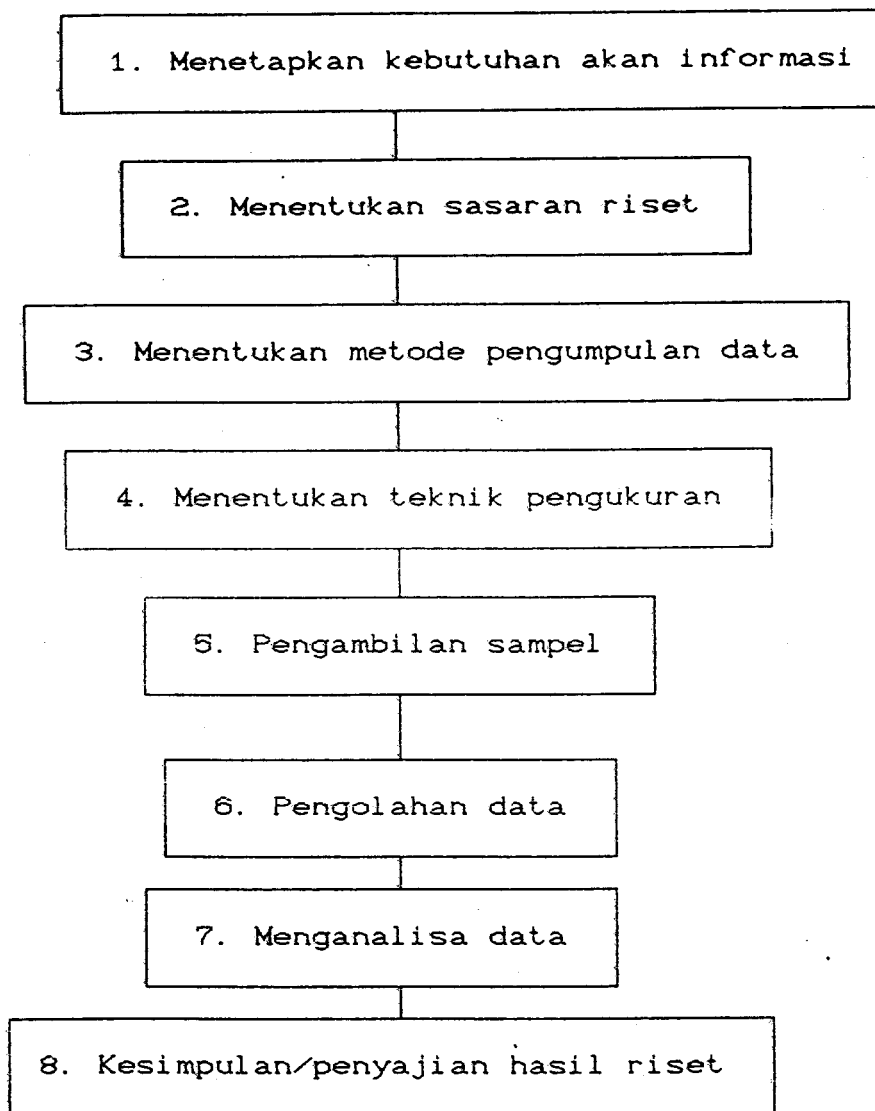 1. Menetapkan kebutuhan akan informasi
2. Menentukan sasaran riset
3. Menentukan metode pengumpulan data
4. Menentukan teknik pengukuran
5. Pengambilan sampel
6. Pengolahan data
7. Menganalisa data
8. Kesimpulan/penyajian hasil riset